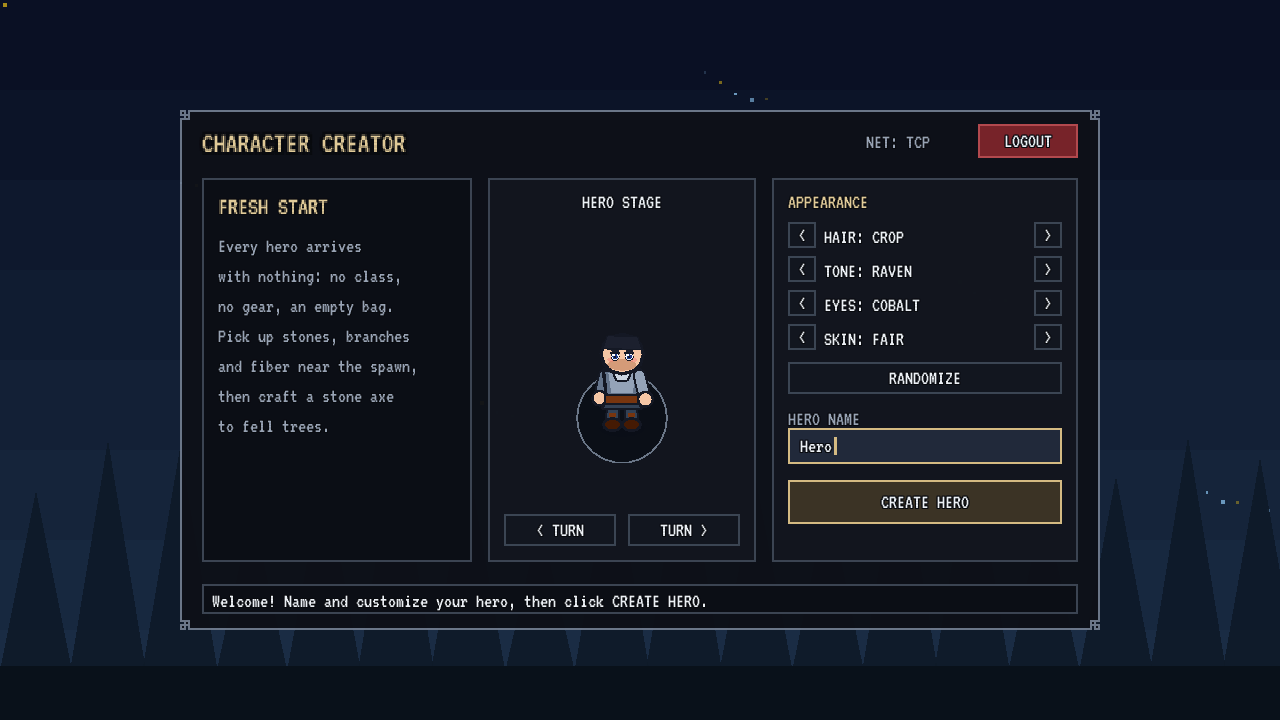 CHARACTER CREATOR
NET: TCP
LOGOUT
FRESH START
Every hero arrives
with nothing: no class,
no gear, an empty bag.
Pick up stones, branches
and fiber near the spawn,
then craft a stone axe
to fell trees.
HERO STAGE
< TURN
TURN >
APPEARANCE
< HAIR: CROP >
< TONE: RAVEN >
< EYES: COBALT >
< SKIN: FAIR >
RANDOMIZE
HERO NAME
Hero
CREATE HERO
Welcome! Name and customize your hero, then click CREATE HERO.